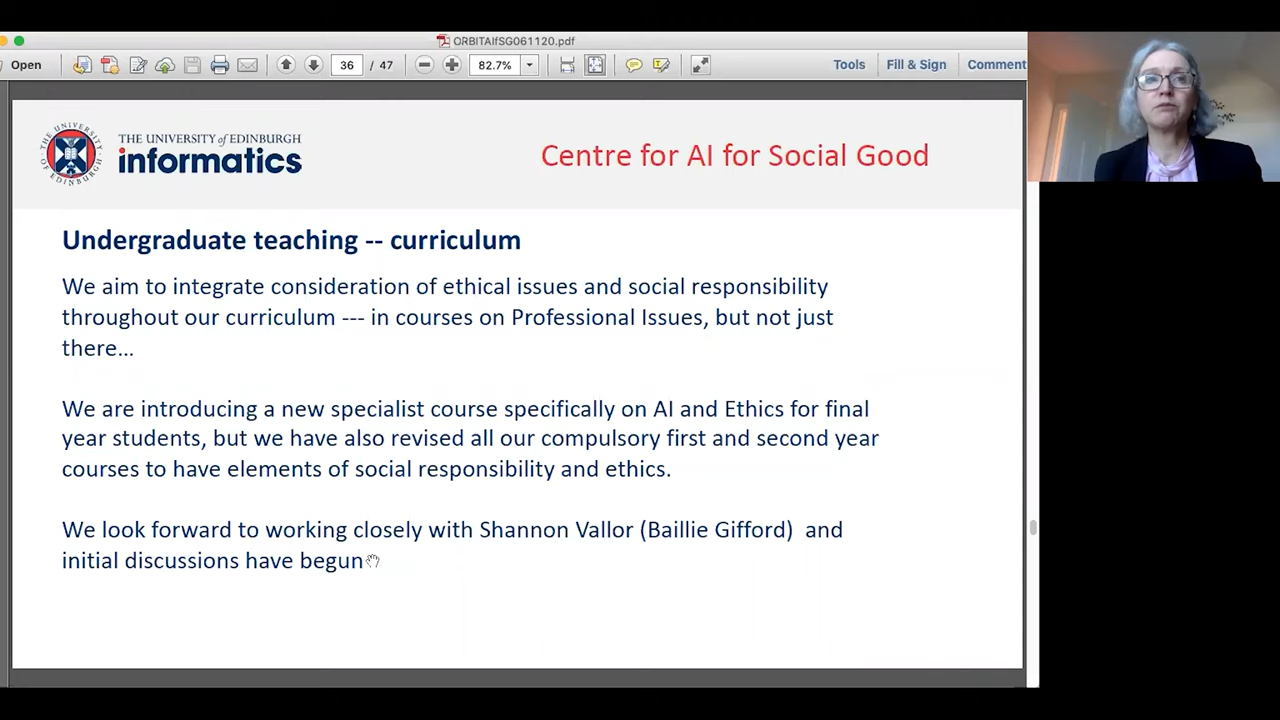 ORBITAIfSG061120.pdf
Open
36 / 47
82.7%
Tools
Fill & Sign
Comment
THE UNIVERSITY of EDINBURGH
informatics
THE UNIVERSITY OF EDINBURGH
Centre for AI for Social Good
Undergraduate teaching -- curriculum
We aim to integrate consideration of ethical issues and social responsibility
throughout our curriculum --- in courses on Professional Issues, but not just
there...
We are introducing a new specialist course specifically on AI and Ethics for final
year students, but we have also revised all our compulsory first and second year
courses to have elements of social responsibility and ethics.
We look forward to working closely with Shannon Vallor (Baillie Gifford) and
initial discussions have begun